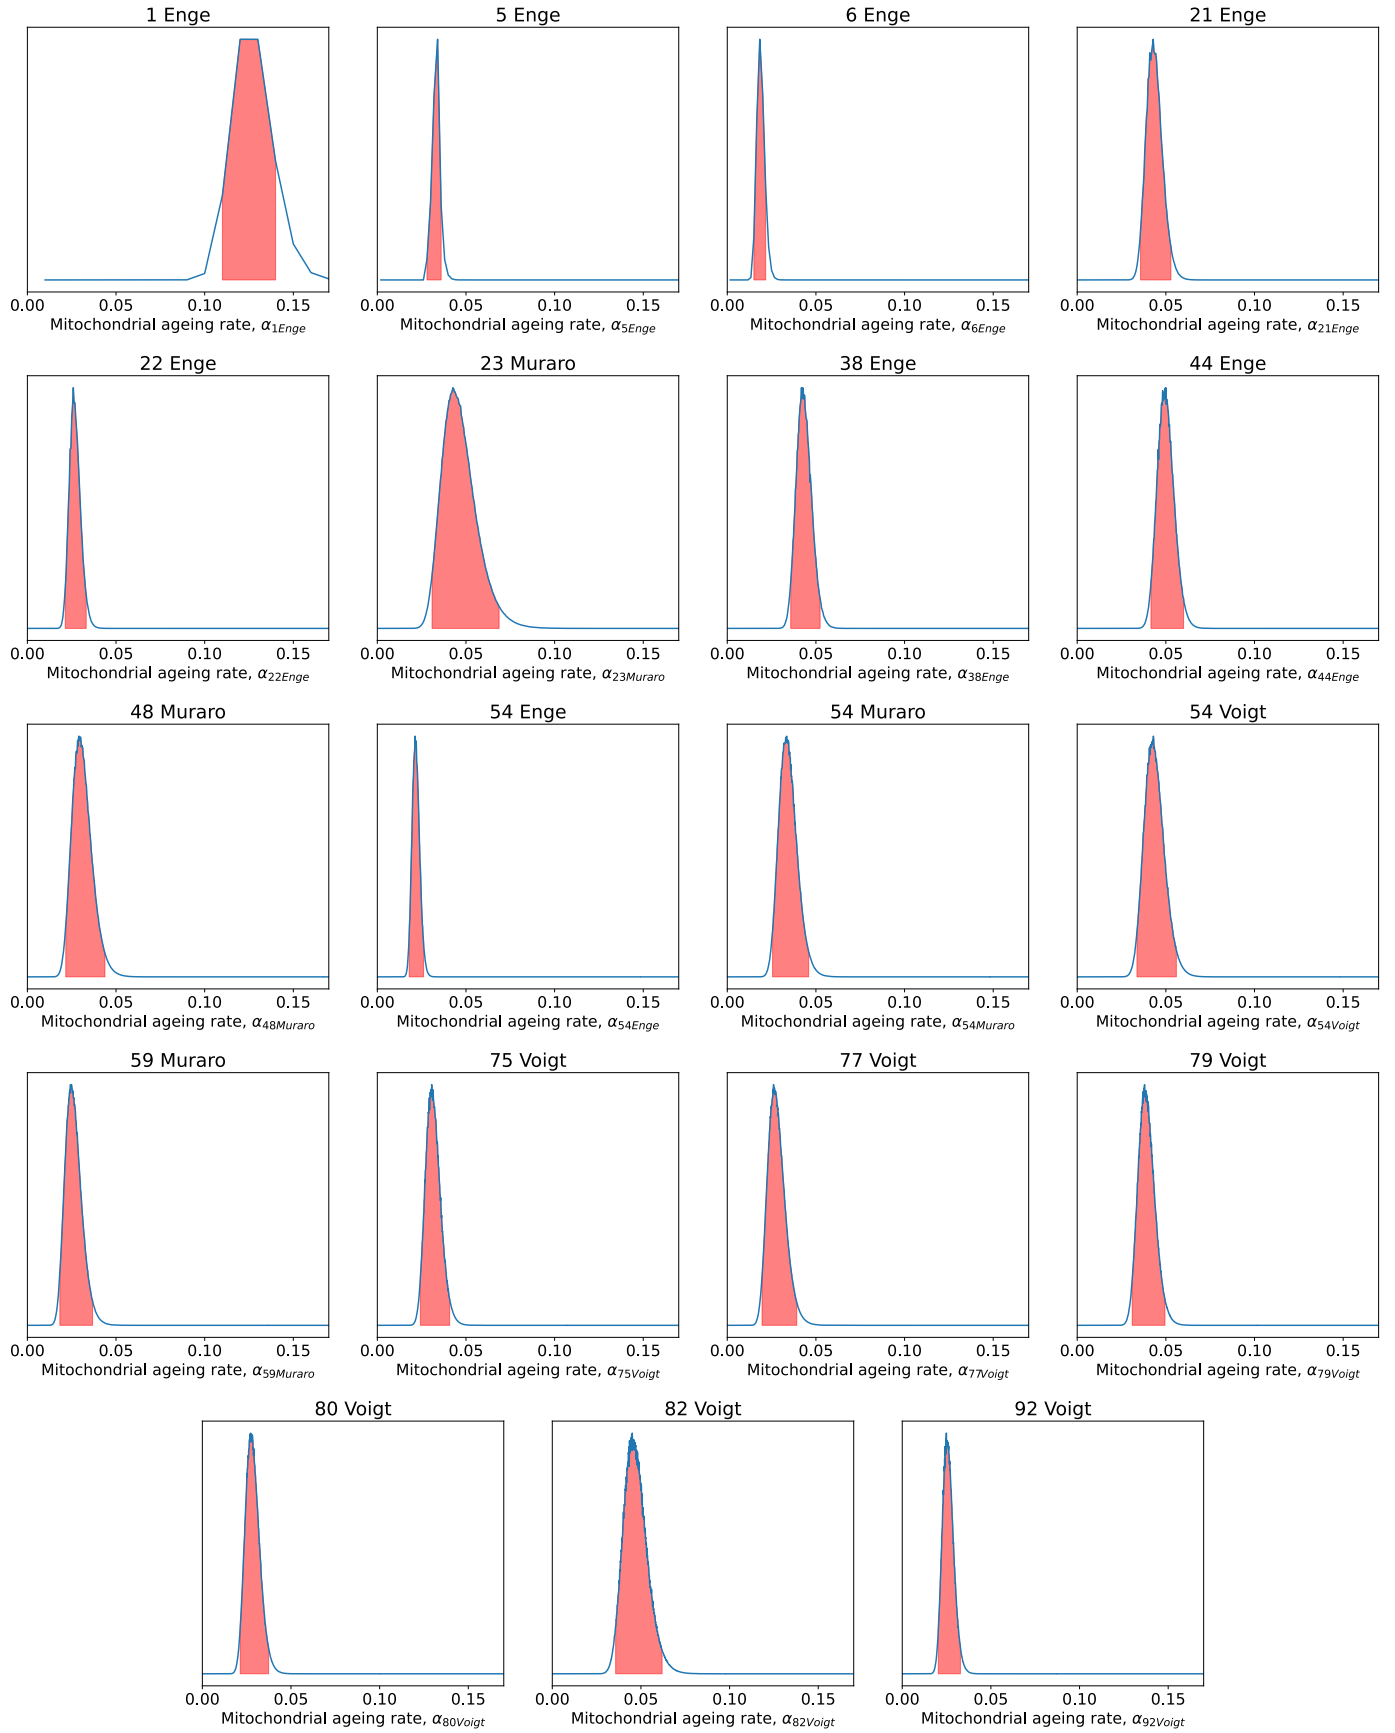 1 Enge
5 Enge
6 Enge
21 Enge
0.00 0.05 0.10 0.15
0.00 0.05 0.10 0.15
0.00 0.05 0.10 0.15
0.00 0.05 0.10 0.15
Mitochondrial ageing rate, α1Enge
Mitochondrial ageing rate, α5Enge
Mitochondrial ageing rate, α6Enge
Mitochondrial ageing rate, α21Enge
22 Enge
23 Muraro
38 Enge
44 Enge
0.00 0.05 0.10 0.15
0.00 0.05 0.10 0.15
0.00 0.05 0.10 0.15
0.00 0.05 0.10 0.15
Mitochondrial ageing rate, α22Enge
Mitochondrial ageing rate, α23Muraro
Mitochondrial ageing rate, α38Enge
Mitochondrial ageing rate, α44Enge
48 Muraro
54 Enge
54 Muraro
54 Voigt
0.00 0.05 0.10 0.15
0.00 0.05 0.10 0.15
0.00 0.05 0.10 0.15
0.00 0.05 0.10 0.15
Mitochondrial ageing rate, α48Muraro
Mitochondrial ageing rate, α54Enge
Mitochondrial ageing rate, α54Muraro
Mitochondrial ageing rate, α54Voigt
59 Muraro
75 Voigt
77 Voigt
79 Voigt
0.00 0.05 0.10 0.15
0.00 0.05 0.10 0.15
0.00 0.05 0.10 0.15
0.00 0.05 0.10 0.15
Mitochondrial ageing rate, α59Muraro
Mitochondrial ageing rate, α75Voigt
Mitochondrial ageing rate, α77Voigt
Mitochondrial ageing rate, α79Voigt
80 Voigt
82 Voigt
92 Voigt
0.00 0.05 0.10 0.15
0.00 0.05 0.10 0.15
0.00 0.05 0.10 0.15
Mitochondrial ageing rate, α80Voigt
Mitochondrial ageing rate, α82Voigt
Mitochondrial ageing rate, α92Voigt